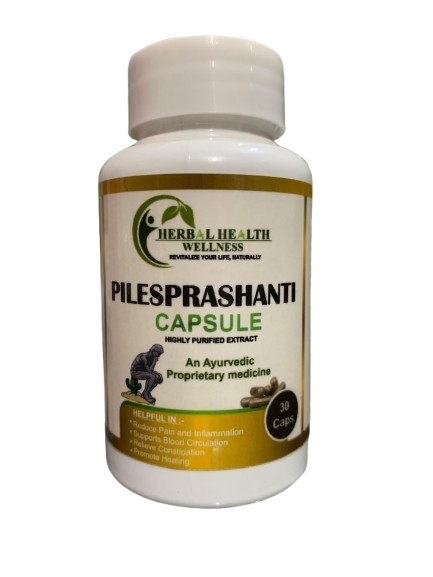 HERBAL HEALTH
WELLNESS
REVITALIZE YOUR LIFE, NATURALLY
PILESPRASHANTI
CAPSULE
HIGHLY PURIFIED EXTRACT
An Ayurvedic
Proprietary medicine
30
Caps
HELPFUL IN:-
• Reduce Pain and Inflammation
• Supports Blood Circulation
• Relieve Constipation
• Promote Healing